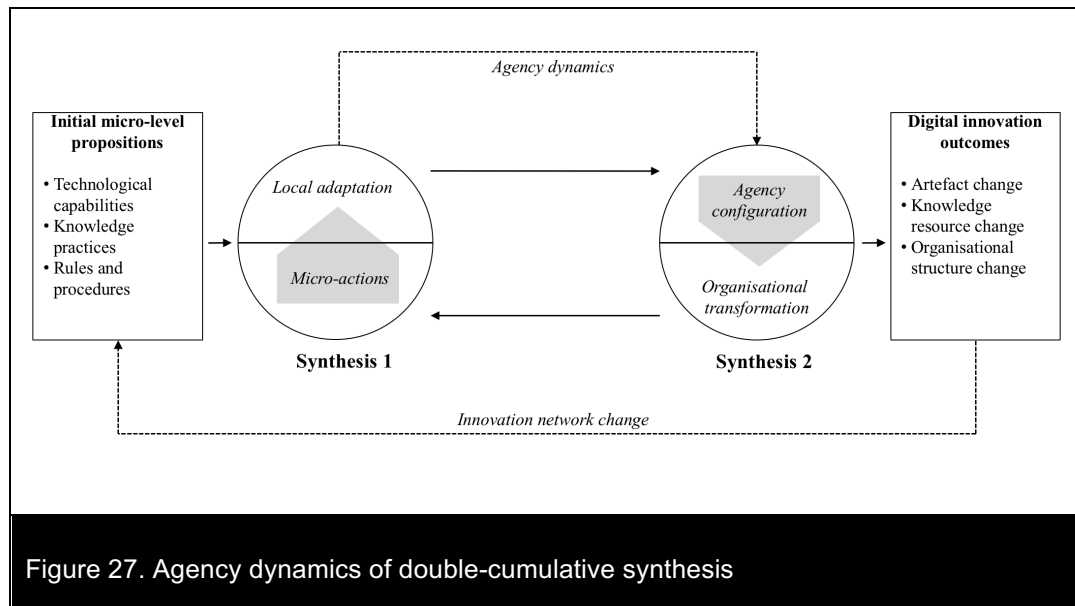 Agency dynamics
Initial micro-level
propositions
• Technological
capabilities
• Knowledge
practices
• Rules and
procedures
Local adaptation
Micro-actions
Synthesis 1
Agency
configuration
Organisational
transformation
Synthesis 2
Digital innovation
outcomes
• Artefact change
• Knowledge
resource change
• Organisational
structure change
Innovation network change
Figure 27. Agency dynamics of double-cumulative synthesis